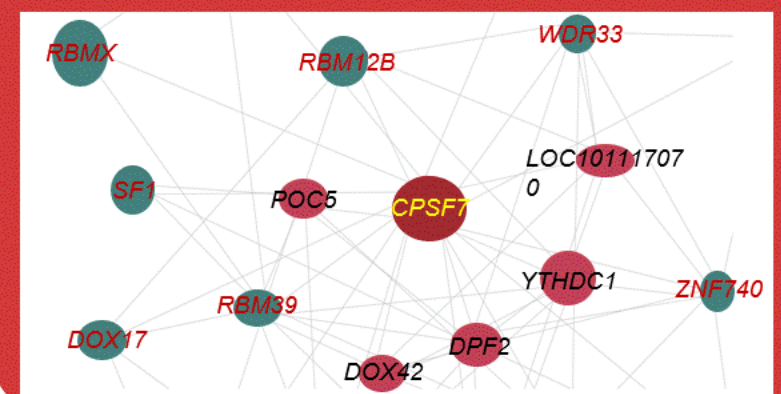 RBMX
RBM12B
WDR33
LOC10111707
0
SF1
POC5
CPSF7
YTHDC1
ZNF740
RBM39
DOX17
DPF2
DOX42